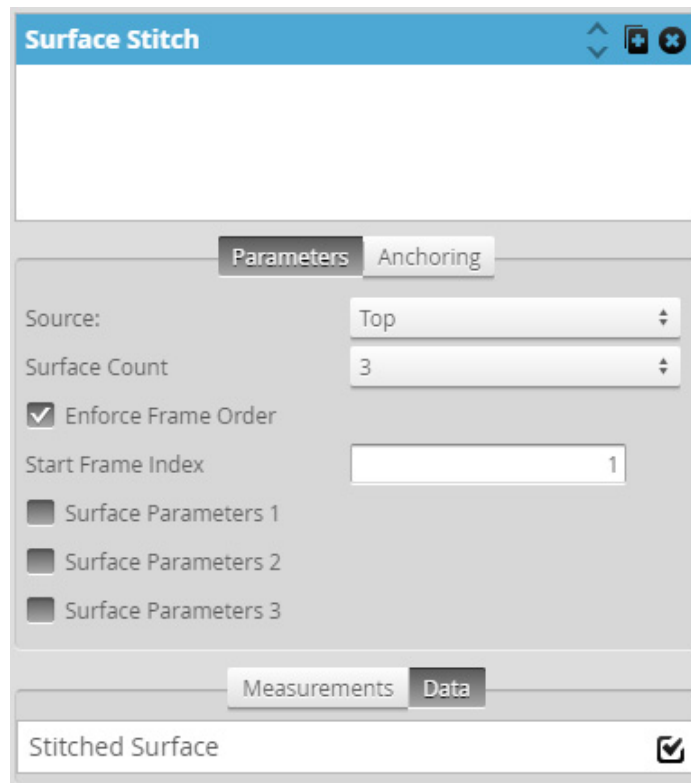 Surface Stitch
Parameters Anchoring
Source: Top
Surface Count 3
Enforce Frame Order
Start Frame Index 1
Surface Parameters 1
Surface Parameters 2
Surface Parameters 3
Measurements Data
Stitched Surface